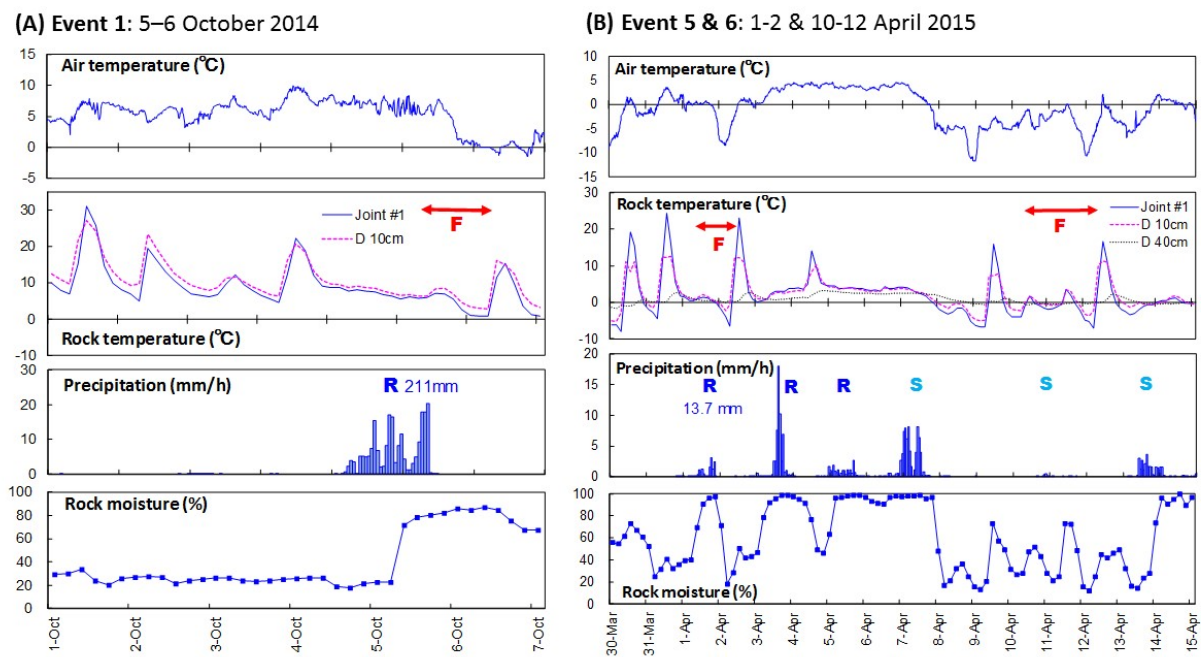 (A) Event 1: 5–6 October 2014
Air temperature (°C)
15
10
5
0
-5
30
20
10
0
-10
Joint #1
D 10cm
F
Rock temperature (°C)
Precipitation (mm/h)
30
20
10
0
R 211mm
Rock moisture (%)
100
80
60
40
20
0
1-Oct
2-Oct
3-Oct
4-Oct
5-Oct
6-Oct
7-Oct
(B) Event 5 & 6: 1-2 & 10-12 April 2015
Air temperature (°C)
10
5
0
-5
-10
-15
Rock temperature (°C)
30
20
10
0
-10
F
F
Joint #1
D 10cm
D 40cm
Precipitation (mm/h)
20
15
10
5
0
R R R S S S
13.7 mm
100
80
60
40
20
0
Rock moisture (%)
30-Mar
31-Mar
1-Apr
2-Apr
3-Apr
4-Apr
5-Apr
6-Apr
7-Apr
8-Apr
9-Apr
10-Apr
11-Apr
12-Apr
13-Apr
14-Apr
15-Apr